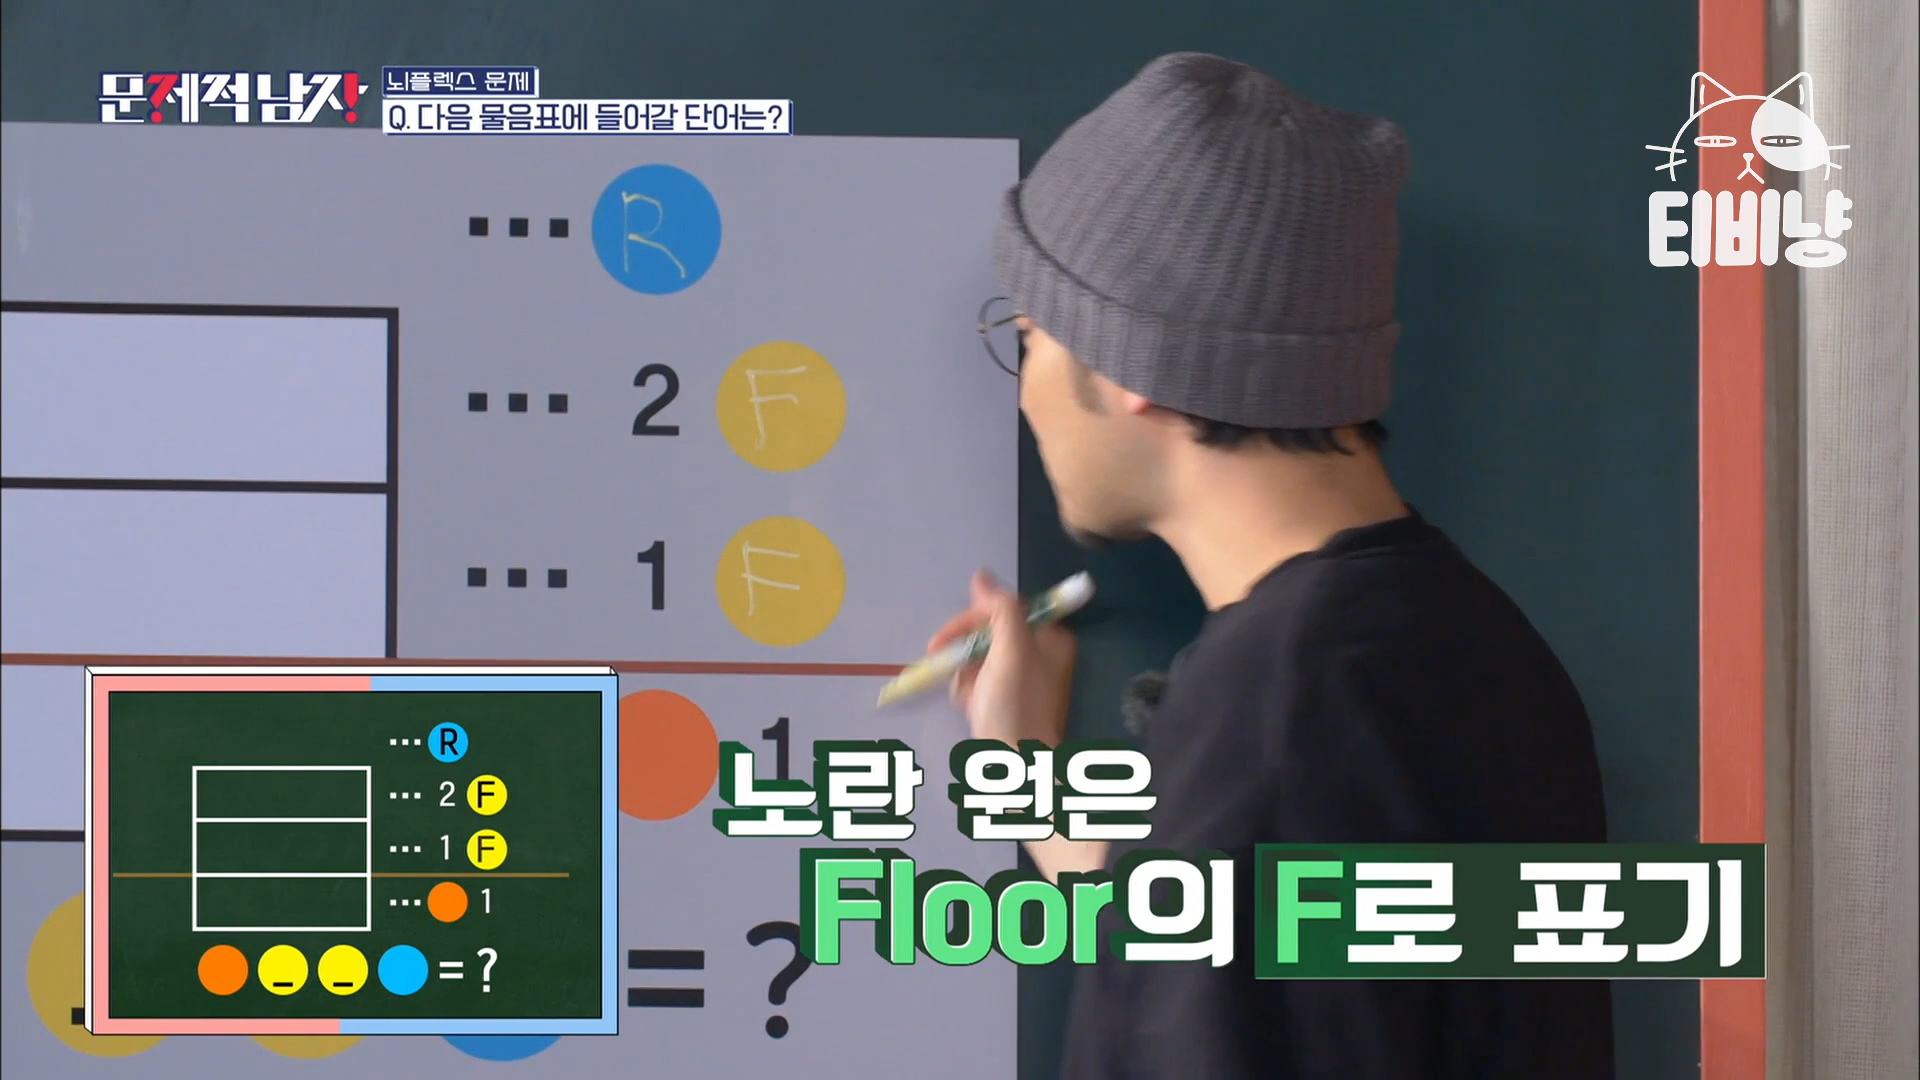 문제적 남자
뇌플렉스 문제
Q. 다음 물음표에 들어갈 단어는?
티비냥
... R
... 2 F
... 1 F
1
= ?
... R
... 2 F
... 1 F
... 1
_ _ = ?
노란 원은
Floor의 F로 표기